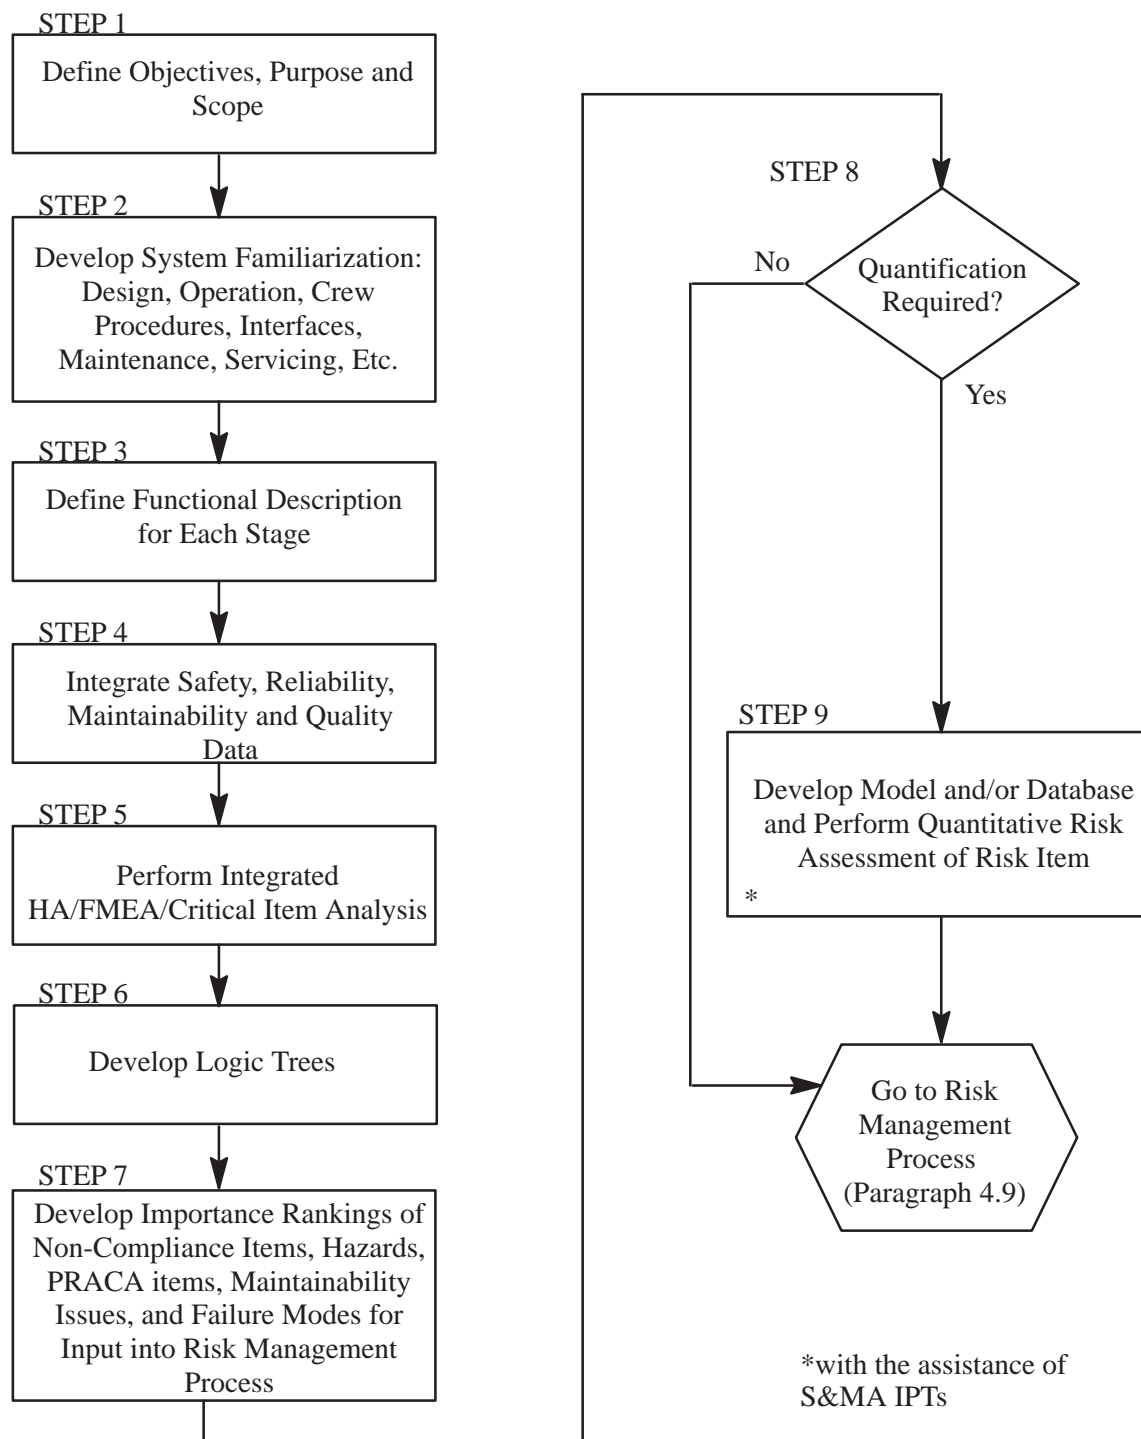 STEP 1
Define Objectives, Purpose and
Scope
STEP 2
Develop System Familiarization:
Design, Operation, Crew
Procedures, Interfaces,
Maintenance, Servicing, Etc.
STEP 3
Define Functional Description
for Each Stage
STEP 4
Integrate Safety, Reliability,
Maintainability and Quality
Data
STEP 5
Perform Integrated
HA/FMEA/Critical Item Analysis
STEP 6
Develop Logic Trees
STEP 7
Develop Importance Rankings of
Non-Compliance Items, Hazards,
PRACA items, Maintainability
Issues, and Failure Modes for
Input into Risk Management
Process
STEP 8
Quantification
Required?
No
Yes
STEP 9
Develop Model and/or Database
and Perform Quantitative Risk
Assessment of Risk Item
*
Go to Risk
Management
Process
(Paragraph 4.9)
*with the assistance of
S&MA IPTs